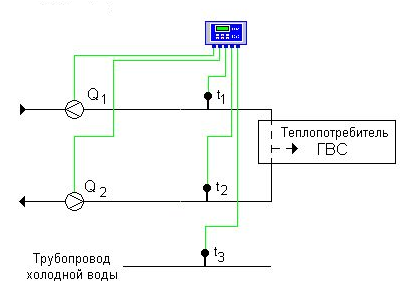 Q1
t1
Теплопотребитель
ГВС
Q2
t2
t3
Трубопровод
холодной воды